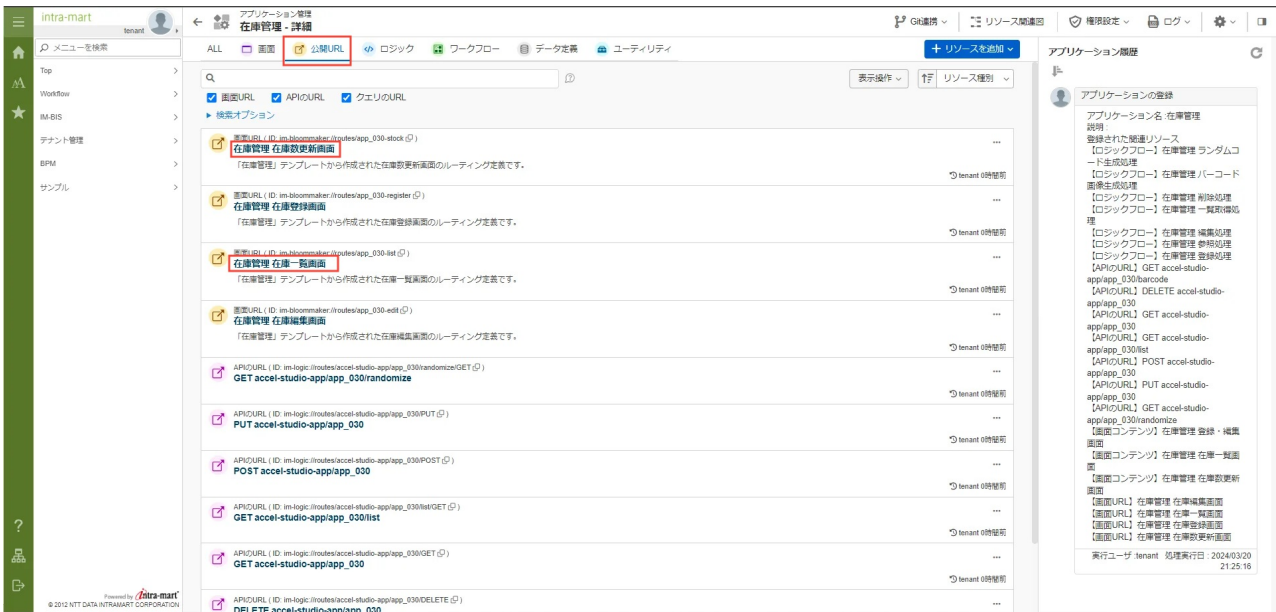 intra-mart
tenant
メニューを検索
Top
Workflow
IM-BIS
テナント管理
BPM
サンプル
Powered by intra-mart
© 2012 NTT DATA INTRAMART CORPORATION
アプリケーション管理
在庫管理 - 詳細
Git連携
リソース関連図
権限設定
ログ
ALL 画面 公開URL ロジック ワークフロー データ定義 ユーティリティ
リソースを追加
表示操作
リソース種別
画面URL APIのURL クエリのURL
検索オプション
画面URL ( ID: im-bloommaker://routes/app_030-stock )
在庫管理 在庫数更新画面
「在庫管理」テンプレートから作成された在庫数更新画面のルーティング定義です。
tenant 0時間前
画面URL ( ID: im-bloommaker://routes/app_030-register )
在庫管理 在庫登録画面
「在庫管理」テンプレートから作成された在庫登録画面のルーティング定義です。
tenant 0時間前
画面URL ( ID: im-bloommaker://routes/app_030-list )
在庫管理 在庫一覧画面
「在庫管理」テンプレートから作成された在庫一覧画面のルーティング定義です。
tenant 0時間前
画面URL ( ID: im-bloommaker://routes/app_030-edit )
在庫管理 在庫編集画面
「在庫管理」テンプレートから作成された在庫編集画面のルーティング定義です。
tenant 0時間前
APIのURL ( ID: im-logic://routes/accel-studio-app/app_030/randomize/GET )
GET accel-studio-app/app_030/randomize
tenant 0時間前
APIのURL ( ID: im-logic://routes/accel-studio-app/app_030/PUT )
PUT accel-studio-app/app_030
tenant 0時間前
APIのURL ( ID: im-logic://routes/accel-studio-app/app_030/POST )
POST accel-studio-app/app_030
tenant 0時間前
APIのURL ( ID: im-logic://routes/accel-studio-app/app_030/list/GET )
GET accel-studio-app/app_030/list
tenant 0時間前
APIのURL ( ID: im-logic://routes/accel-studio-app/app_030/GET )
GET accel-studio-app/app_030
tenant 0時間前
APIのURL ( ID: im-logic://routes/accel-studio-app/app_030/DELETE )
DELETE accel-studio-app/app_030
アプリケーション履歴
アプリケーションの登録
アプリケーション名 :在庫管理
説明 :
登録された関連リソース
【ロジックフロー】在庫管理 ランダムコ
ード生成処理
【ロジックフロー】在庫管理 バーコード
画像生成処理
【ロジックフロー】在庫管理 削除処理
【ロジックフロー】在庫管理 一覧取得処
理
【ロジックフロー】在庫管理 編集処理
【ロジックフロー】在庫管理 参照処理
【ロジックフロー】在庫管理 登録処理
【APIのURL】GET accel-studio-
app/app_030/barcode
【APIのURL】DELETE accel-studio-
app/app_030
【APIのURL】GET accel-studio-
app/app_030
【APIのURL】GET accel-studio-
app/app_030/list
【APIのURL】POST accel-studio-
app/app_030
【APIのURL】PUT accel-studio-
app/app_030
【APIのURL】GET accel-studio-
app/app_030/randomize
【画面コンテンツ】在庫管理 登録・編集
画面
【画面コンテンツ】在庫管理 在庫一覧画
面
【画面コンテンツ】在庫管理 在庫数更新
画面
【画面URL】在庫管理 在庫編集画面
【画面URL】在庫管理 在庫一覧画面
【画面URL】在庫管理 在庫登録画面
【画面URL】在庫管理 在庫数更新画面
実行ユーザ :tenant 処理実行日 : 2024/03/20
21:25:16